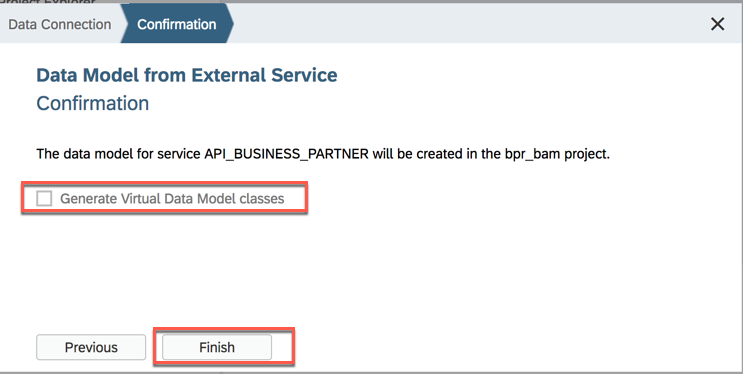 Project Explorer
Data Connection
Confirmation
Data Model from External Service
Confirmation
The data model for service API_BUSINESS_PARTNER will be created in the bpr_bam project.
Generate Virtual Data Model classes
Previous
Finish